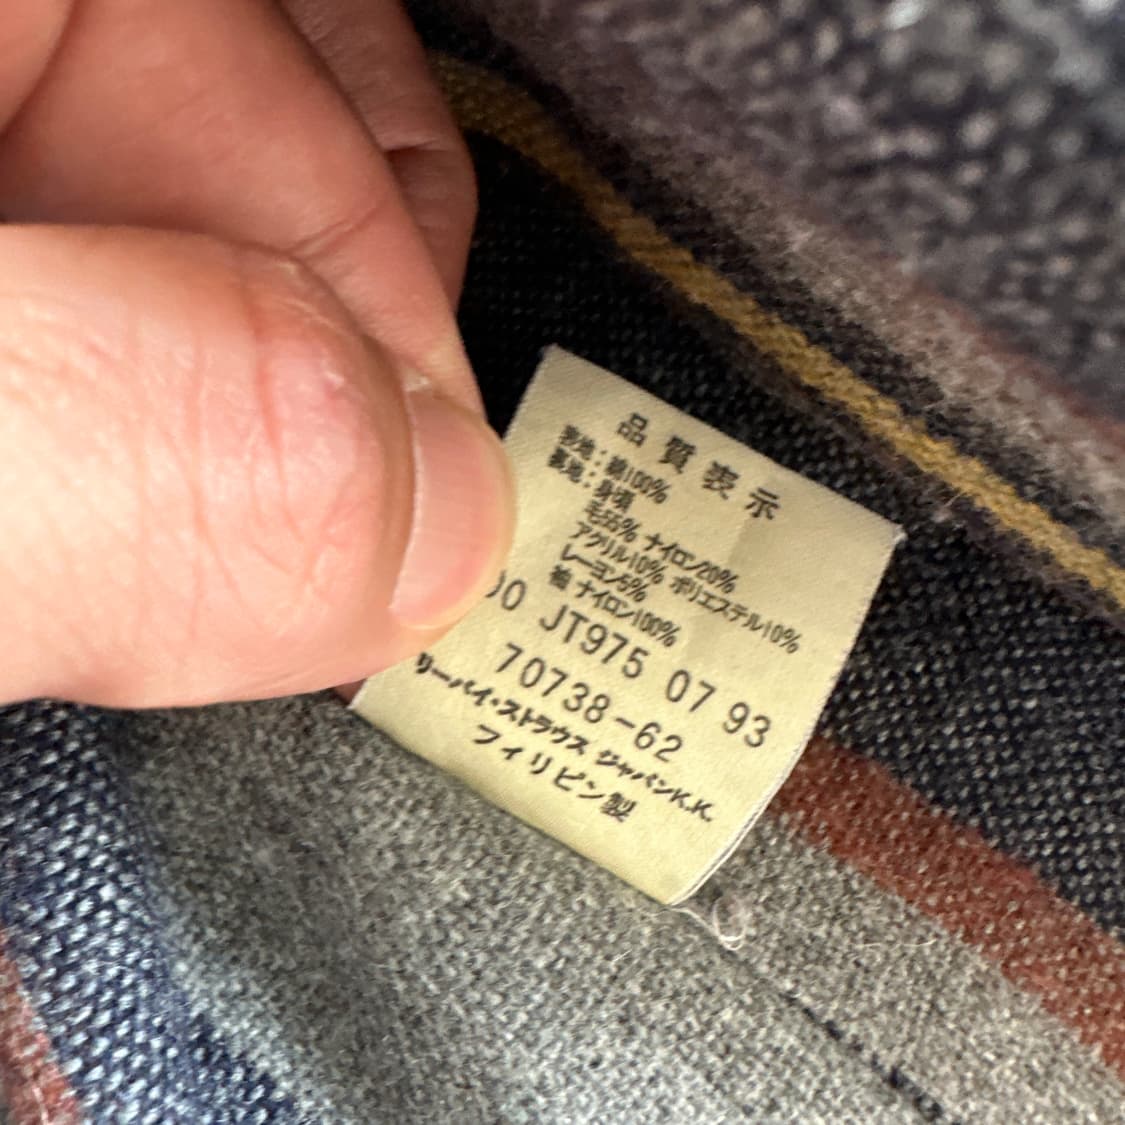 品質表示
表地：綿100%
裏地：身頃
毛55% ナイロン20%
アクリル10% ポリエステル10%
レーヨン5%
袖 ナイロン100%
00 JT975 07 93
70738-62
リーバイ・ストラウス ジャパンK.K.
フィリピン製